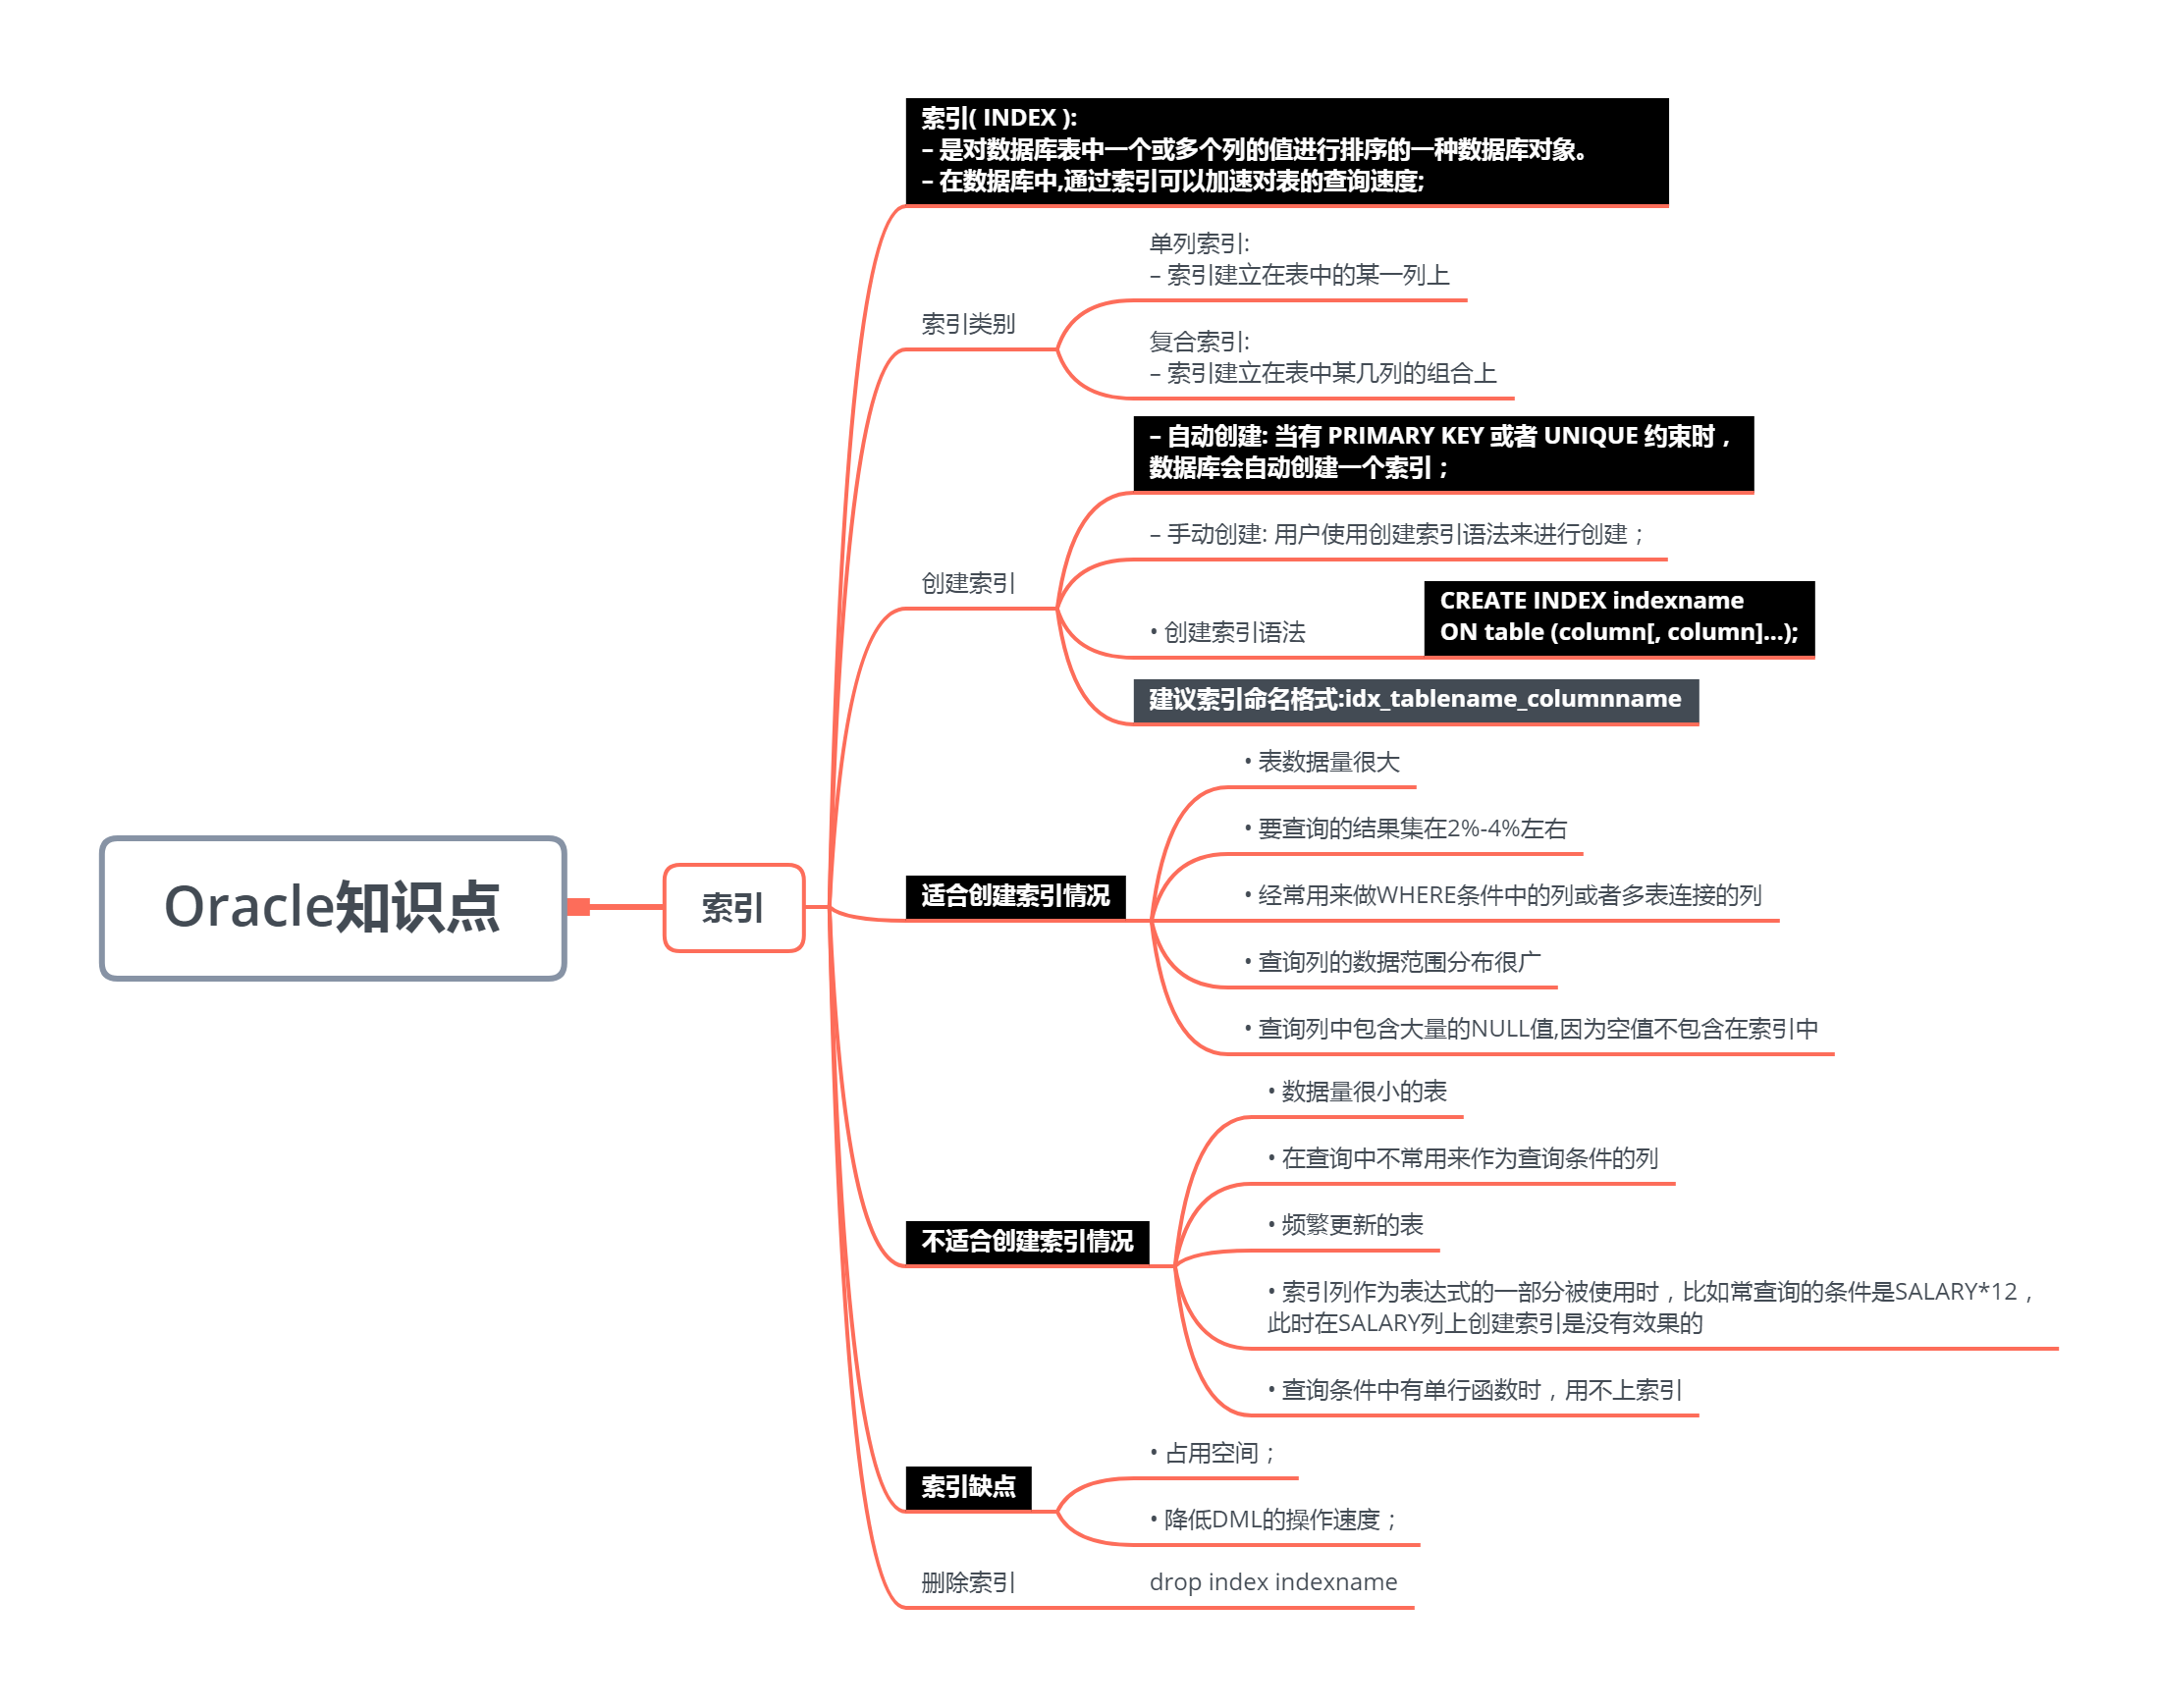 Oracle知识点
索引
索引( INDEX ):
– 是对数据库表中一个或多个列的值进行排序的一种数据库对象。
– 在数据库中,通过索引可以加速对表的查询速度;
索引类别
单列索引:
– 索引建立在表中的某一列上
复合索引:
– 索引建立在表中某几列的组合上
创建索引
– 自动创建: 当有 PRIMARY KEY 或者 UNIQUE 约束时，
数据库会自动创建一个索引；
– 手动创建: 用户使用创建索引语法来进行创建；
• 创建索引语法
CREATE INDEX indexname
ON table (column[, column]...);
建议索引命名格式:idx_tablename_columnname
适合创建索引情况
• 表数据量很大
• 要查询的结果集在2%-4%左右
• 经常用来做WHERE条件中的列或者多表连接的列
• 查询列的数据范围分布很广
• 查询列中包含大量的NULL值,因为空值不包含在索引中
不适合创建索引情况
• 数据量很小的表
• 在查询中不常用来作为查询条件的列
• 频繁更新的表
• 索引列作为表达式的一部分被使用时，比如常查询的条件是SALARY*12，
此时在SALARY列上创建索引是没有效果的
• 查询条件中有单行函数时，用不上索引
索引缺点
• 占用空间；
• 降低DML的操作速度；
删除索引
drop index indexname